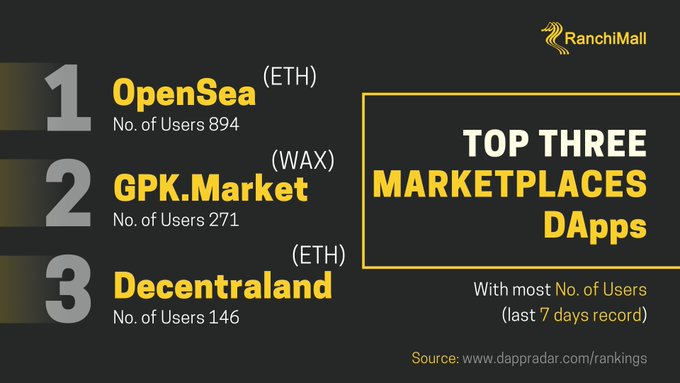 RanchiMall
1
OpenSea (ETH)
No. of Users 894
2
GPK.Market (WAX)
No. of Users 271
3
Decentraland (ETH)
No. of Users 146
TOP THREE
MARKETPLACES
DApps
With most No. of Users
(last 7 days record)
Source: www.dappradar.com/rankings